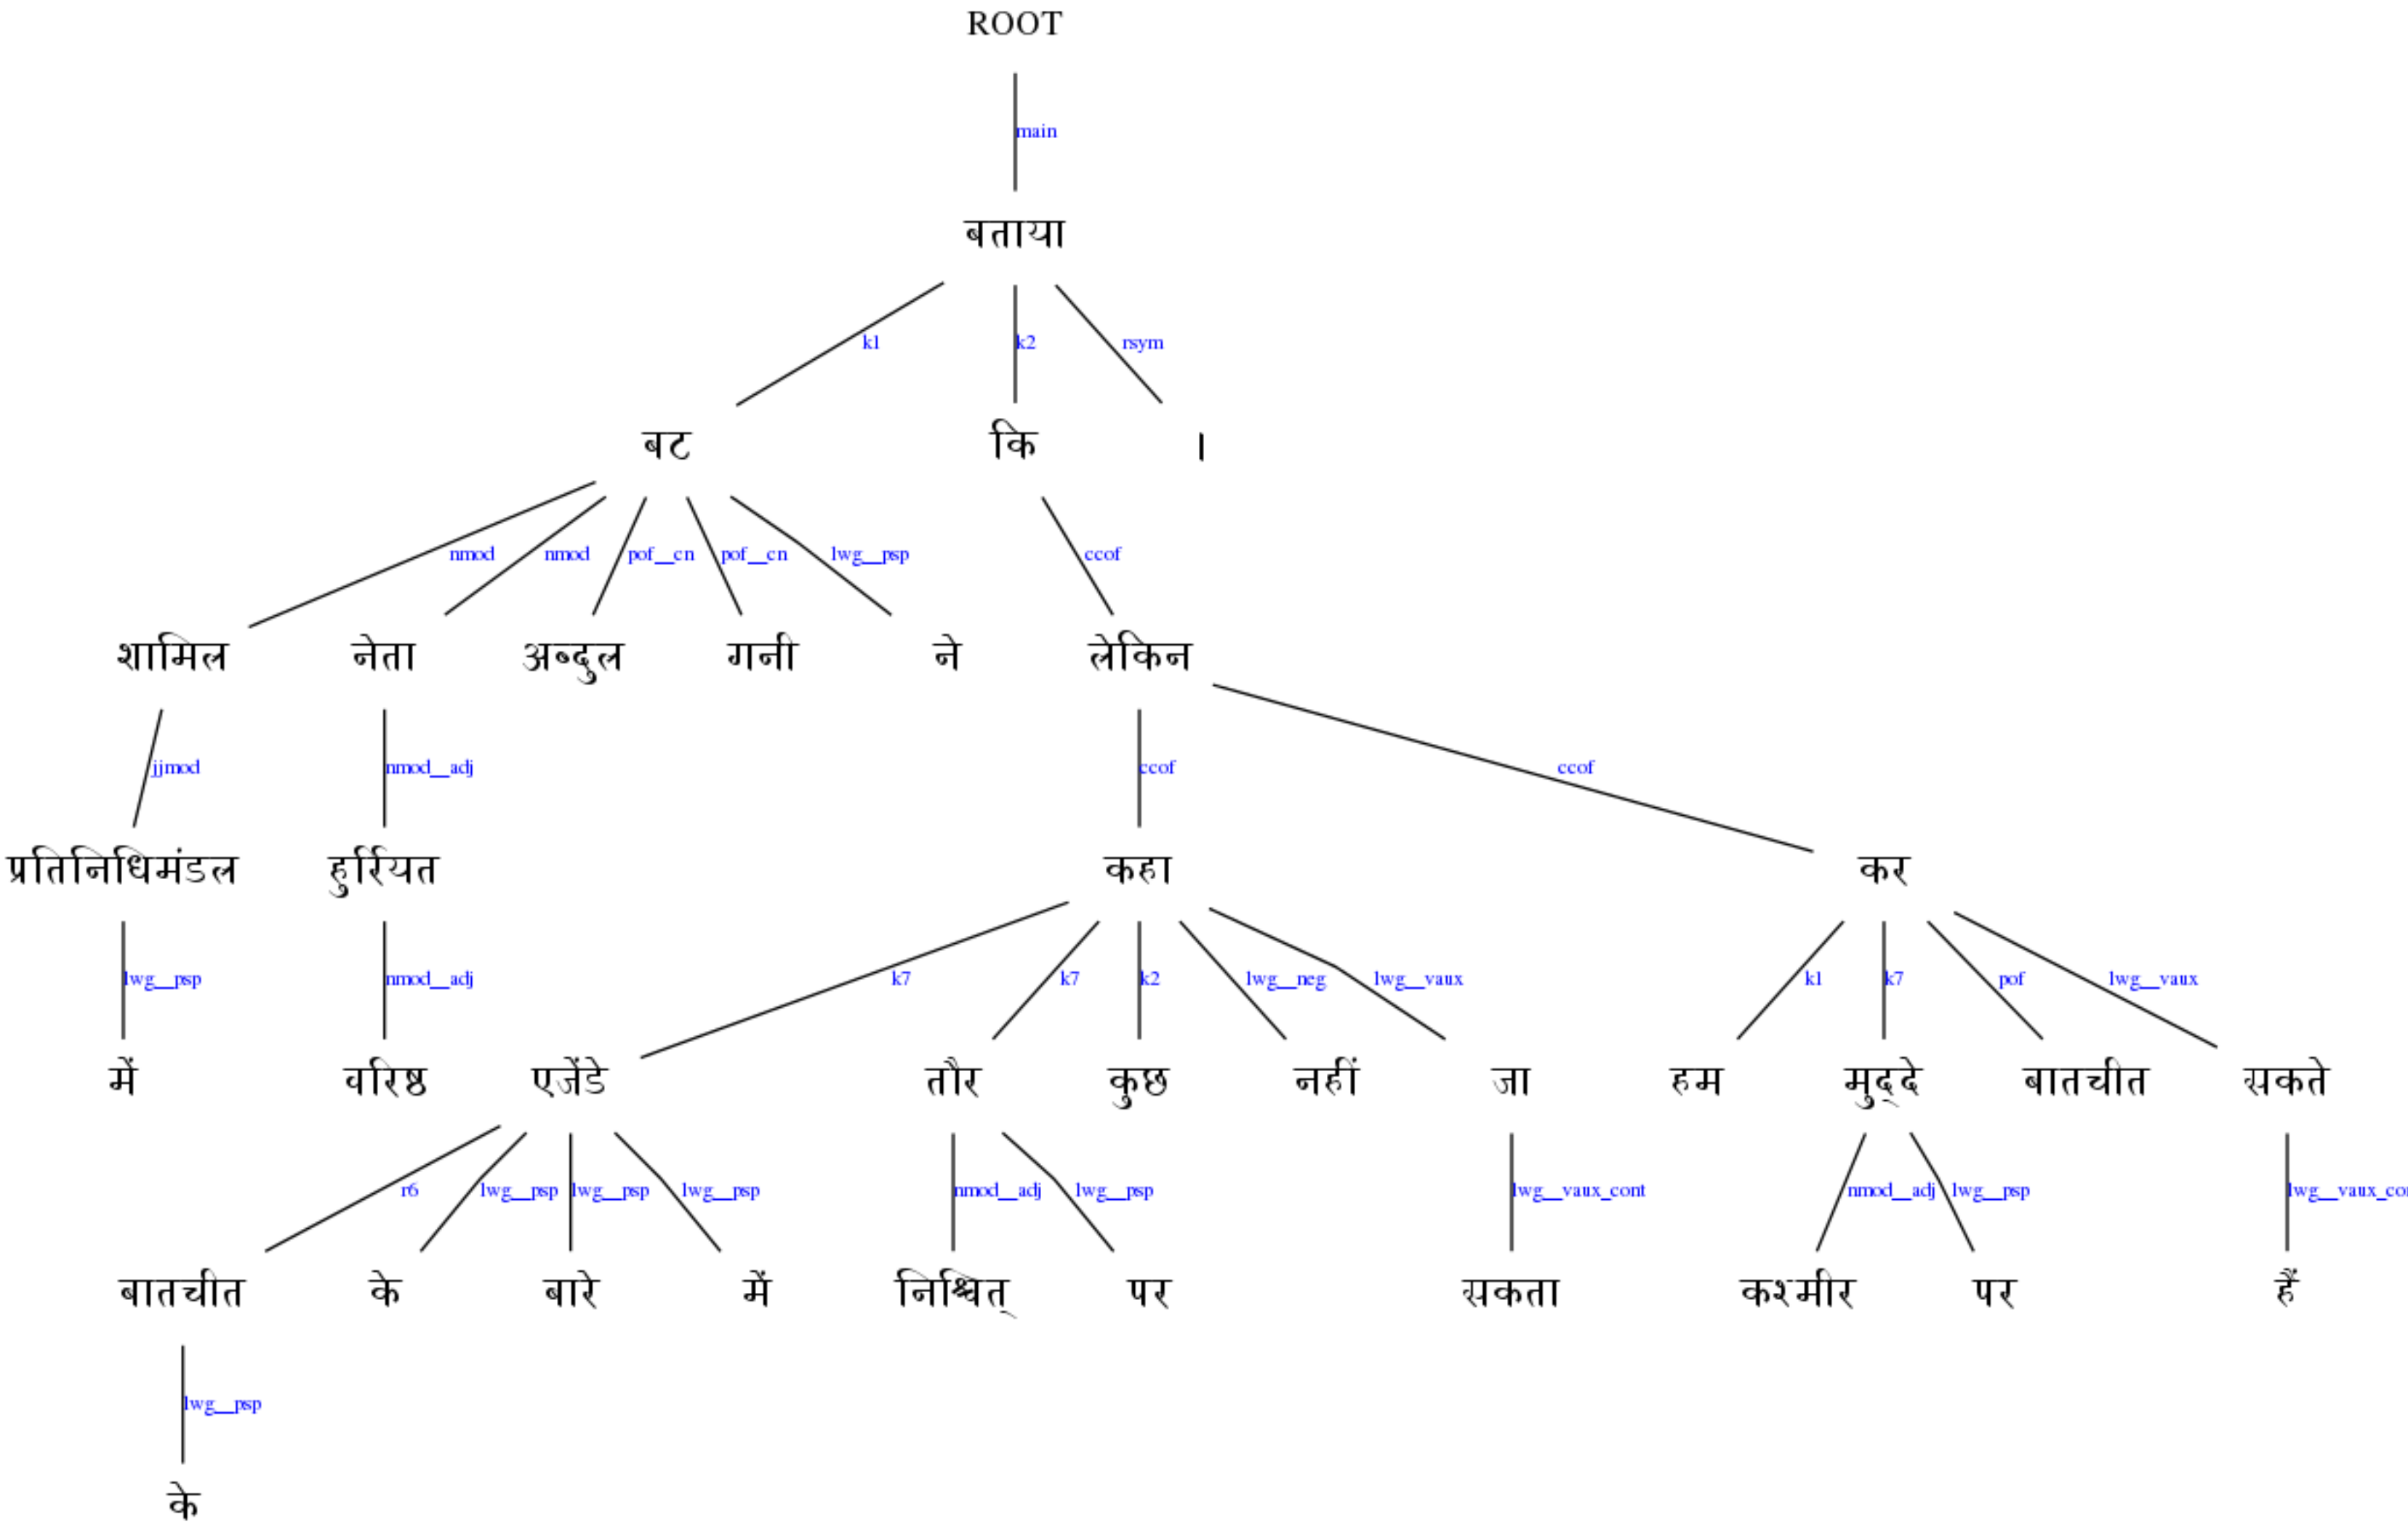 ROOT
main
बताया
k1 k2 rsym
बट कि ।
nmod nmod pof__cn pof__cn lwg__psp ccof
शामिल नेता अब्दुल गनी ने लेकिन
jjmod nmod__adj ccof ccof
प्रतिनिधिमंडल हुर्रियत कहा कर
lwg__psp nmod__adj k7 k7 k2 lwg__neg lwg__vaux k1 k7 pof lwg__vaux
में वरिष्ठ एजेंडे तौर कुछ नहीं जा हम मुद्दे बातचीत सकते
r6 lwg__psp lwg__psp lwg__psp nmod__adj lwg__psp lwg__vaux_cont nmod__adj lwg__psp lwg__vaux_co
बातचीत के बारे में निश्चित् पर सकता कश्मीर पर हैं
lwg__psp
के